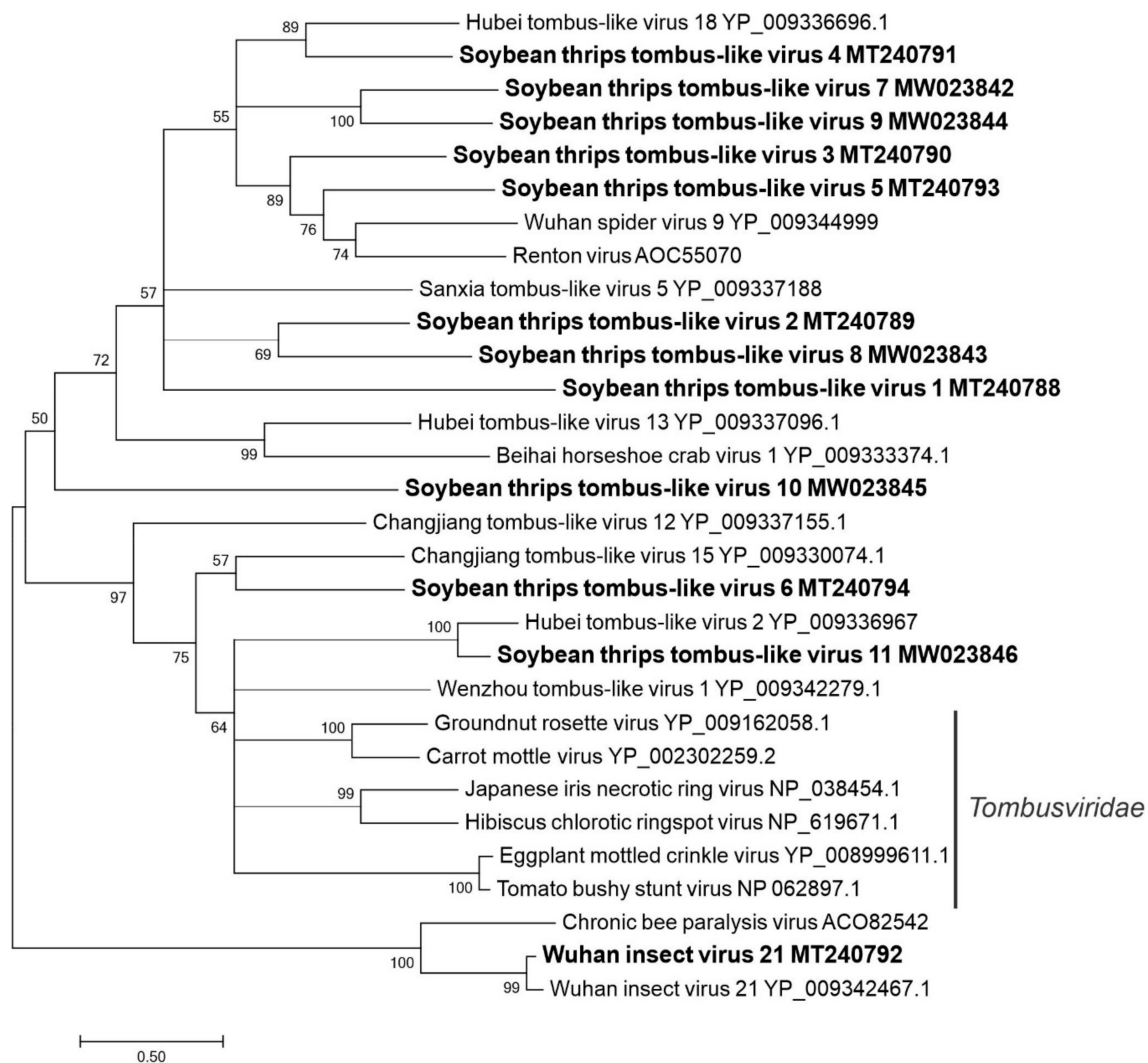 Hubei tombus-like virus 18 YP_009336696.1
89
Soybean thrips tombus-like virus 4 MT240791
Soybean thrips tombus-like virus 7 MW023842
55
100
Soybean thrips tombus-like virus 9 MW023844
Soybean thrips tombus-like virus 3 MT240790
89
Soybean thrips tombus-like virus 5 MT240793
76
Wuhan spider virus 9 YP_009344999
74
Renton virus AOC55070
57
Sanxia tombus-like virus 5 YP_009337188
Soybean thrips tombus-like virus 2 MT240789
69
Soybean thrips tombus-like virus 8 MW023843
72
Soybean thrips tombus-like virus 1 MT240788
50
Hubei tombus-like virus 13 YP_009337096.1
99
Beihai horseshoe crab virus 1 YP_009333374.1
Soybean thrips tombus-like virus 10 MW023845
Changjiang tombus-like virus 12 YP_009337155.1
57
Changjiang tombus-like virus 15 YP_009330074.1
97
Soybean thrips tombus-like virus 6 MT240794
100
Hubei tombus-like virus 2 YP_009336967
75
Soybean thrips tombus-like virus 11 MW023846
Wenzhou tombus-like virus 1 YP_009342279.1
64
100
Groundnut rosette virus YP_009162058.1
Carrot mottle virus YP_002302259.2
99
Japanese iris necrotic ring virus NP_038454.1
Tombusviridae
Hibiscus chlorotic ringspot virus NP_619671.1
Eggplant mottled crinkle virus YP_008999611.1
100
Tomato bushy stunt virus NP 062897.1
Chronic bee paralysis virus ACO82542
100
Wuhan insect virus 21 MT240792
99
Wuhan insect virus 21 YP_009342467.1
0.50